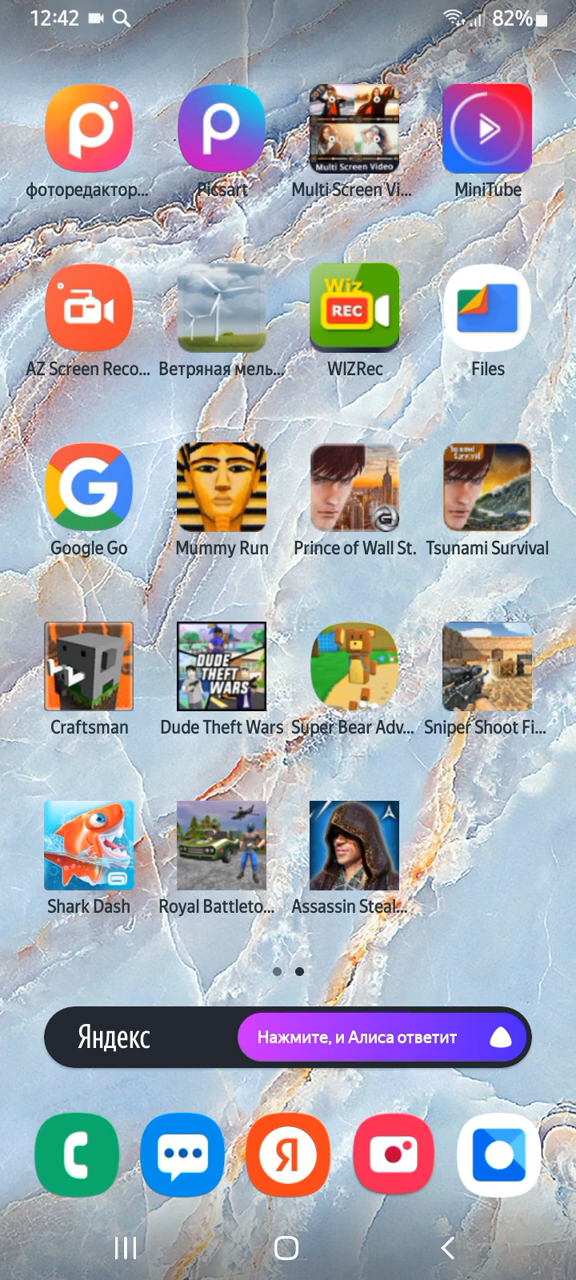 12:42
82%
Multi Screen Video
фоторедактор...
Picsart
Multi Screen Vi...
MiniTube
Wiz
REC
AZ Screen Reco...
Ветряная мель...
WIZRec
Files
Google Go
Mummy Run
Prince of Wall St.
Tsunami Survival
DUDE
THEFT
WARS
Craftsman
Dude Theft Wars
Super Bear Adv...
Sniper Shoot Fi...
Shark Dash
Royal Battleto...
Assassin Steal...
Яндекс
Нажмите, и Алиса ответит
Я